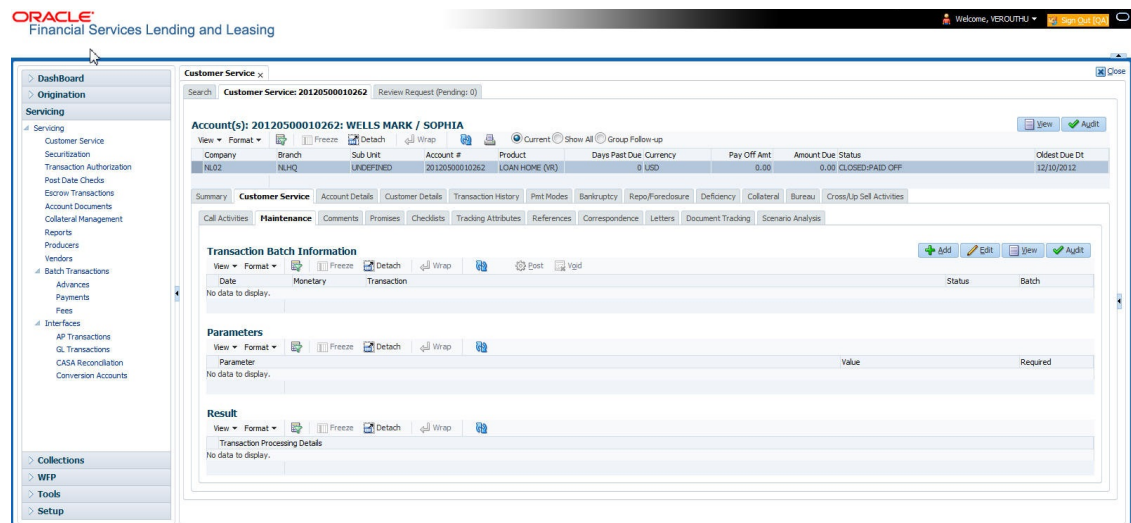 ORACLE
Financial Services Lending and Leasing
Welcome, VEROUTHU
Sign Out [QA]
DashBoard
Origination
Servicing
Servicing
Customer Service
Securitization
Transaction Authorization
Post Date Checks
Escrow Transactions
Account Documents
Collateral Management
Reports
Producers
Vendors
Batch Transactions
Advances
Payments
Fees
Interfaces
AP Transactions
GL Transactions
CASA Reconciliation
Conversion Accounts
Collections
WFP
Tools
Setup
Customer Service x
Close
Search Customer Service: 20120500010262 Review Request (Pending: 0)
Account(s): 20120500010262: WELLS MARK / SOPHIA
View Audit
View Format Freeze Detach Wrap Current Show All Group Follow-up
Company Branch Sub Unit Account # Product Days Past Due Currency Pay Off Amt Amount Due Status Oldest Due Dt
NL02 NLHQ UNDEFINED 20120500010262 LOAN HOME (VR) 0 USD 0.00 0.00 CLOSED:PAID OFF 12/10/2012
Summary Customer Service Account Details Customer Details Transaction History Pmt Modes Bankruptcy Repo/Foreclosure Deficiency Collateral Bureau Cross/Up Sell Activities
Call Activities Maintenance Comments Promises Checklists Tracking Attributes References Correspondence Letters Document Tracking Scenario Analysis
Transaction Batch Information
Add Edit View Audit
View Format Freeze Detach Wrap Post Void
Date Monetary Transaction Status Batch
No data to display.
Parameters
View Format Freeze Detach Wrap
Parameter Value Required
No data to display.
Result
View Format Freeze Detach Wrap
Transaction Processing Details
No data to display.